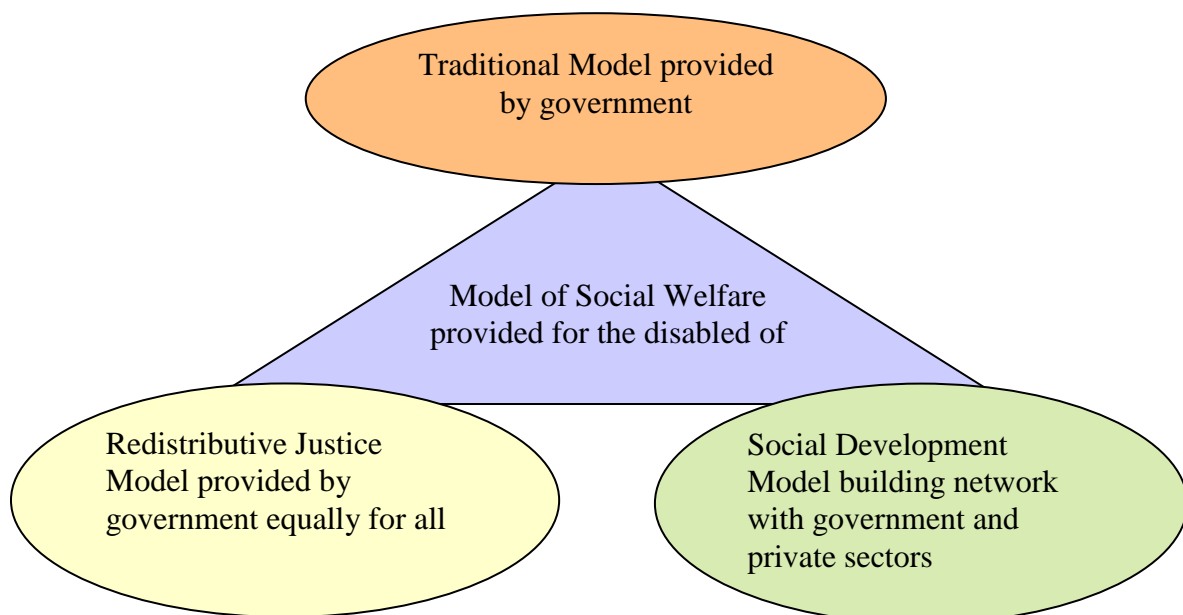 Traditional Model provided
by government
Model of Social Welfare
provided for the disabled of
Redistributive Justice
Model provided by
government equally for all
Social Development
Model building network
with government and
private sectors